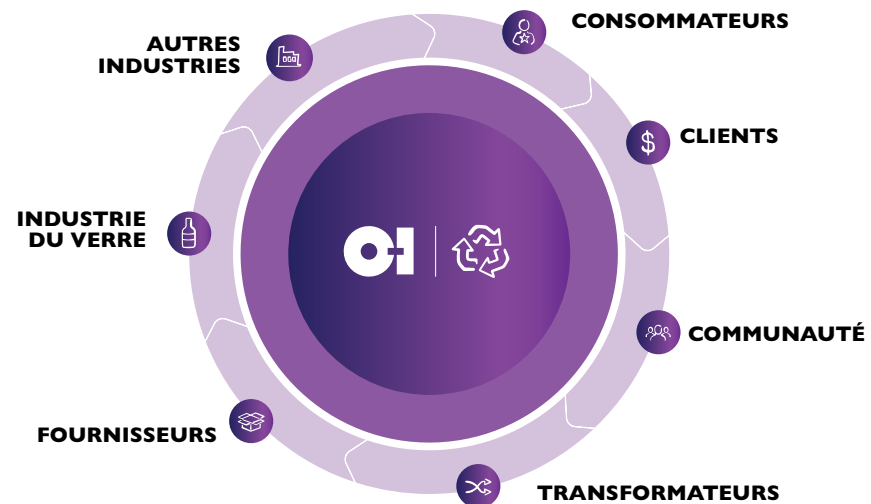 CONSOMMATEURS
CLIENTS
COMMUNAUTÉ
TRANSFORMATEURS
FOURNISSEURS
INDUSTRIE
DU VERRE
AUTRES
INDUSTRIES
O-I
$